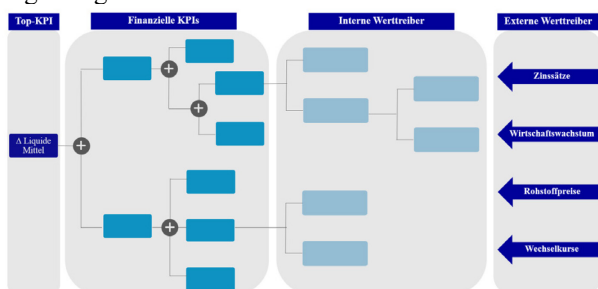 Top-KPI
Finanzielle KPIs
Interne Werttreiber
Externe Werttreiber
Δ Liquide
Mittel
Zinssätze
Wirtschaftswachstum
Rohstoffpreise
Wechselkurse